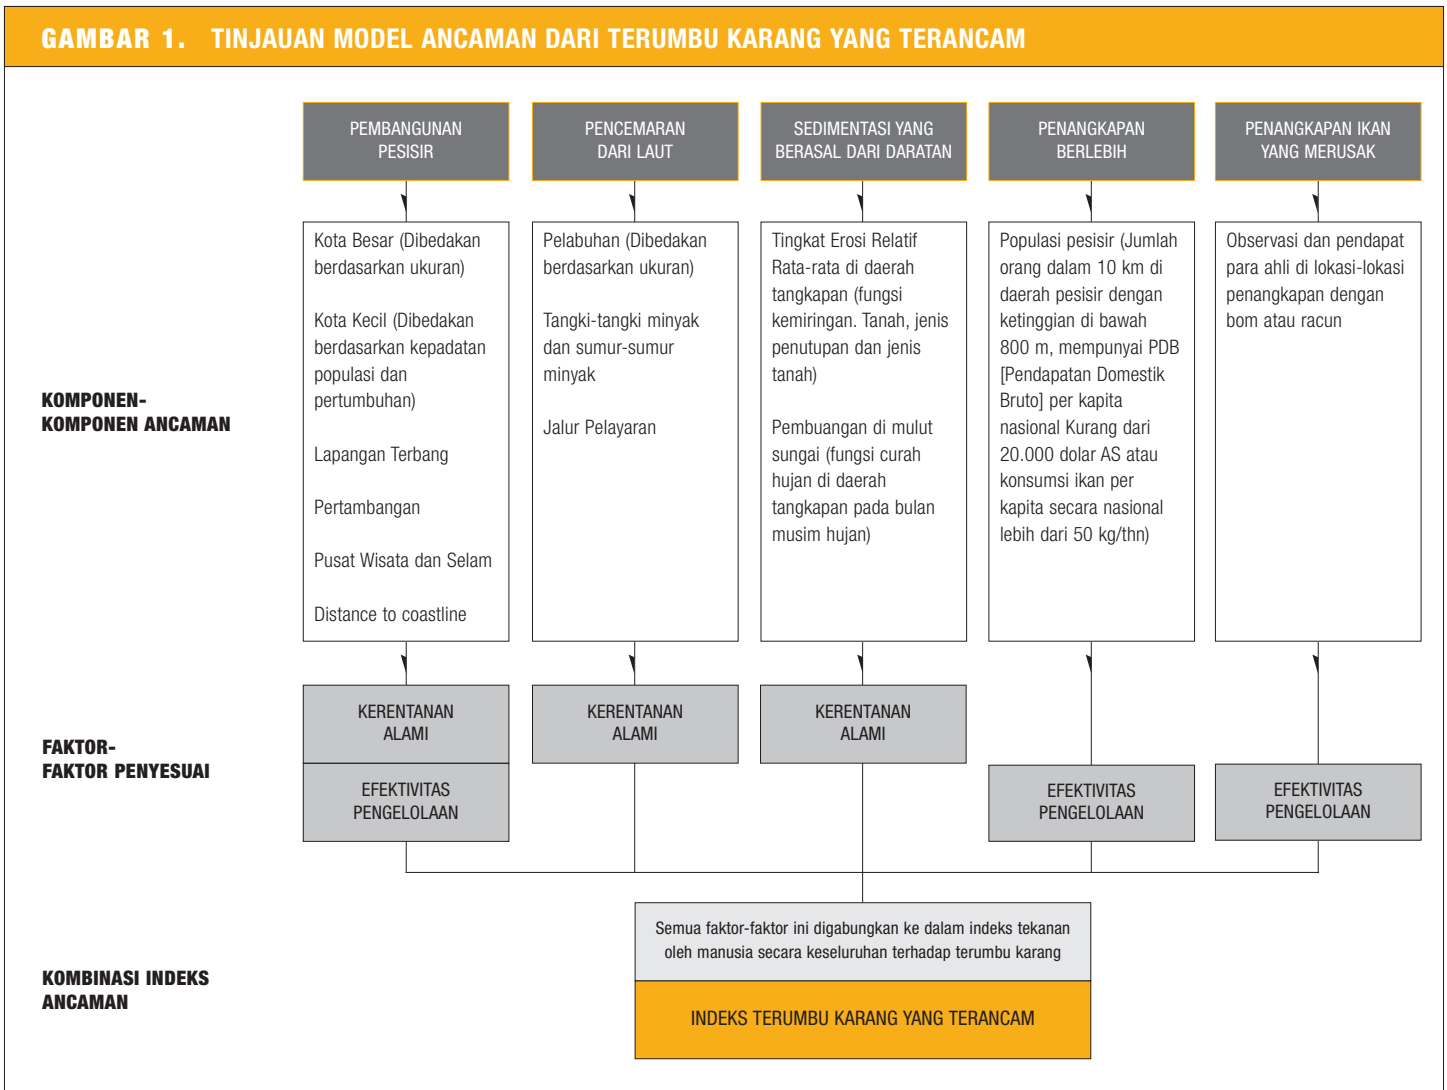 GAMBAR 1. TINJAUAN MODEL ANCAMAN DARI TERUMBU KARANG YANG TERANCAM
PEMBANGUNAN
PESISIR
PENCEMARAN
DARI LAUT
SEDIMENTASI YANG
BERASAL DARI DARATAN
PENANGKAPAN
BERLEBIH
PENANGKAPAN IKAN
YANG MERUSAK
KOMPONEN-
KOMPONEN ANCAMAN
Kota Besar (Dibedakan
berdasarkan ukuran)
Kota Kecil (Dibedakan
berdasarkan kepadatan
populasi dan
pertumbuhan)
Lapangan Terbang
Pertambangan
Pusat Wisata dan Selam
Distance to coastline
Pelabuhan (Dibedakan
berdasarkan ukuran)
Tangki-tangki minyak
dan sumur-sumur
minyak
Jalur Pelayaran
Tingkat Erosi Relatif
Rata-rata di daerah
tangkapan (fungsi
kemiringan. Tanah, jenis
penutupan dan jenis
tanah)
Pembuangan di mulut
sungai (fungsi curah
hujan di daerah
tangkapan pada bulan
musim hujan)
Populasi pesisir (Jumlah
orang dalam 10 km di
daerah pesisir dengan
ketinggian di bawah
800 m, mempunyai PDB
[Pendapatan Domestik
Bruto] per kapita
nasional Kurang dari
20.000 dolar AS atau
konsumsi ikan per
kapita secara nasional
lebih dari 50 kg/thn)
Observasi dan pendapat
para ahli di lokasi-lokasi
penangkapan dengan
bom atau racun
FAKTOR-
FAKTOR PENYESUAI
KERENTANAN
ALAMI
EFEKTIVITAS
PENGELOLAAN
KERENTANAN
ALAMI
KERENTANAN
ALAMI
EFEKTIVITAS
PENGELOLAAN
EFEKTIVITAS
PENGELOLAAN
KOMBINASI INDEKS
ANCAMAN
Semua faktor-faktor ini digabungkan ke dalam indeks tekanan
oleh manusia secara keseluruhan terhadap terumbu karang
INDEKS TERUMBU KARANG YANG TERANCAM